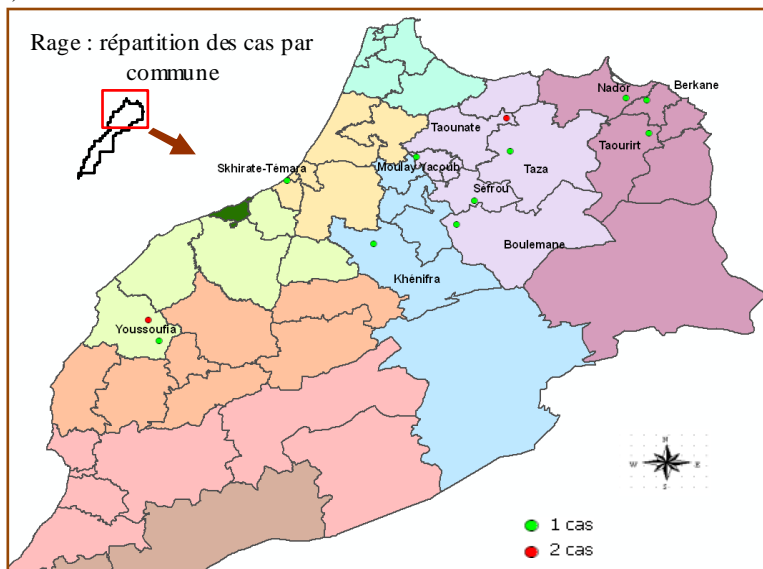 Rage : répartition des cas par
commune
Nador
Berkane
Taounate
Taourirt
Skhirate-Témara
Moulay Yacoub
Taza
Sefrou
Boulemane
Khénifra
Youssoufia
N
W E
S
1 cas
2 cas